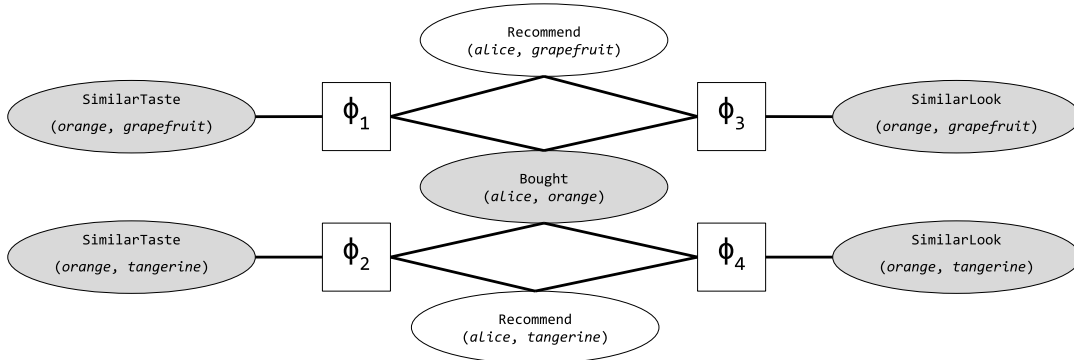 Recommend
(alice, grapefruit)
SimilarTaste
(orange, grapefruit)
ϕ1
ϕ3
SimilarLook
(orange, grapefruit)
Bought
(alice, orange)
SimilarTaste
(orange, tangerine)
ϕ2
ϕ4
SimilarLook
(orange, tangerine)
Recommend
(alice, tangerine)